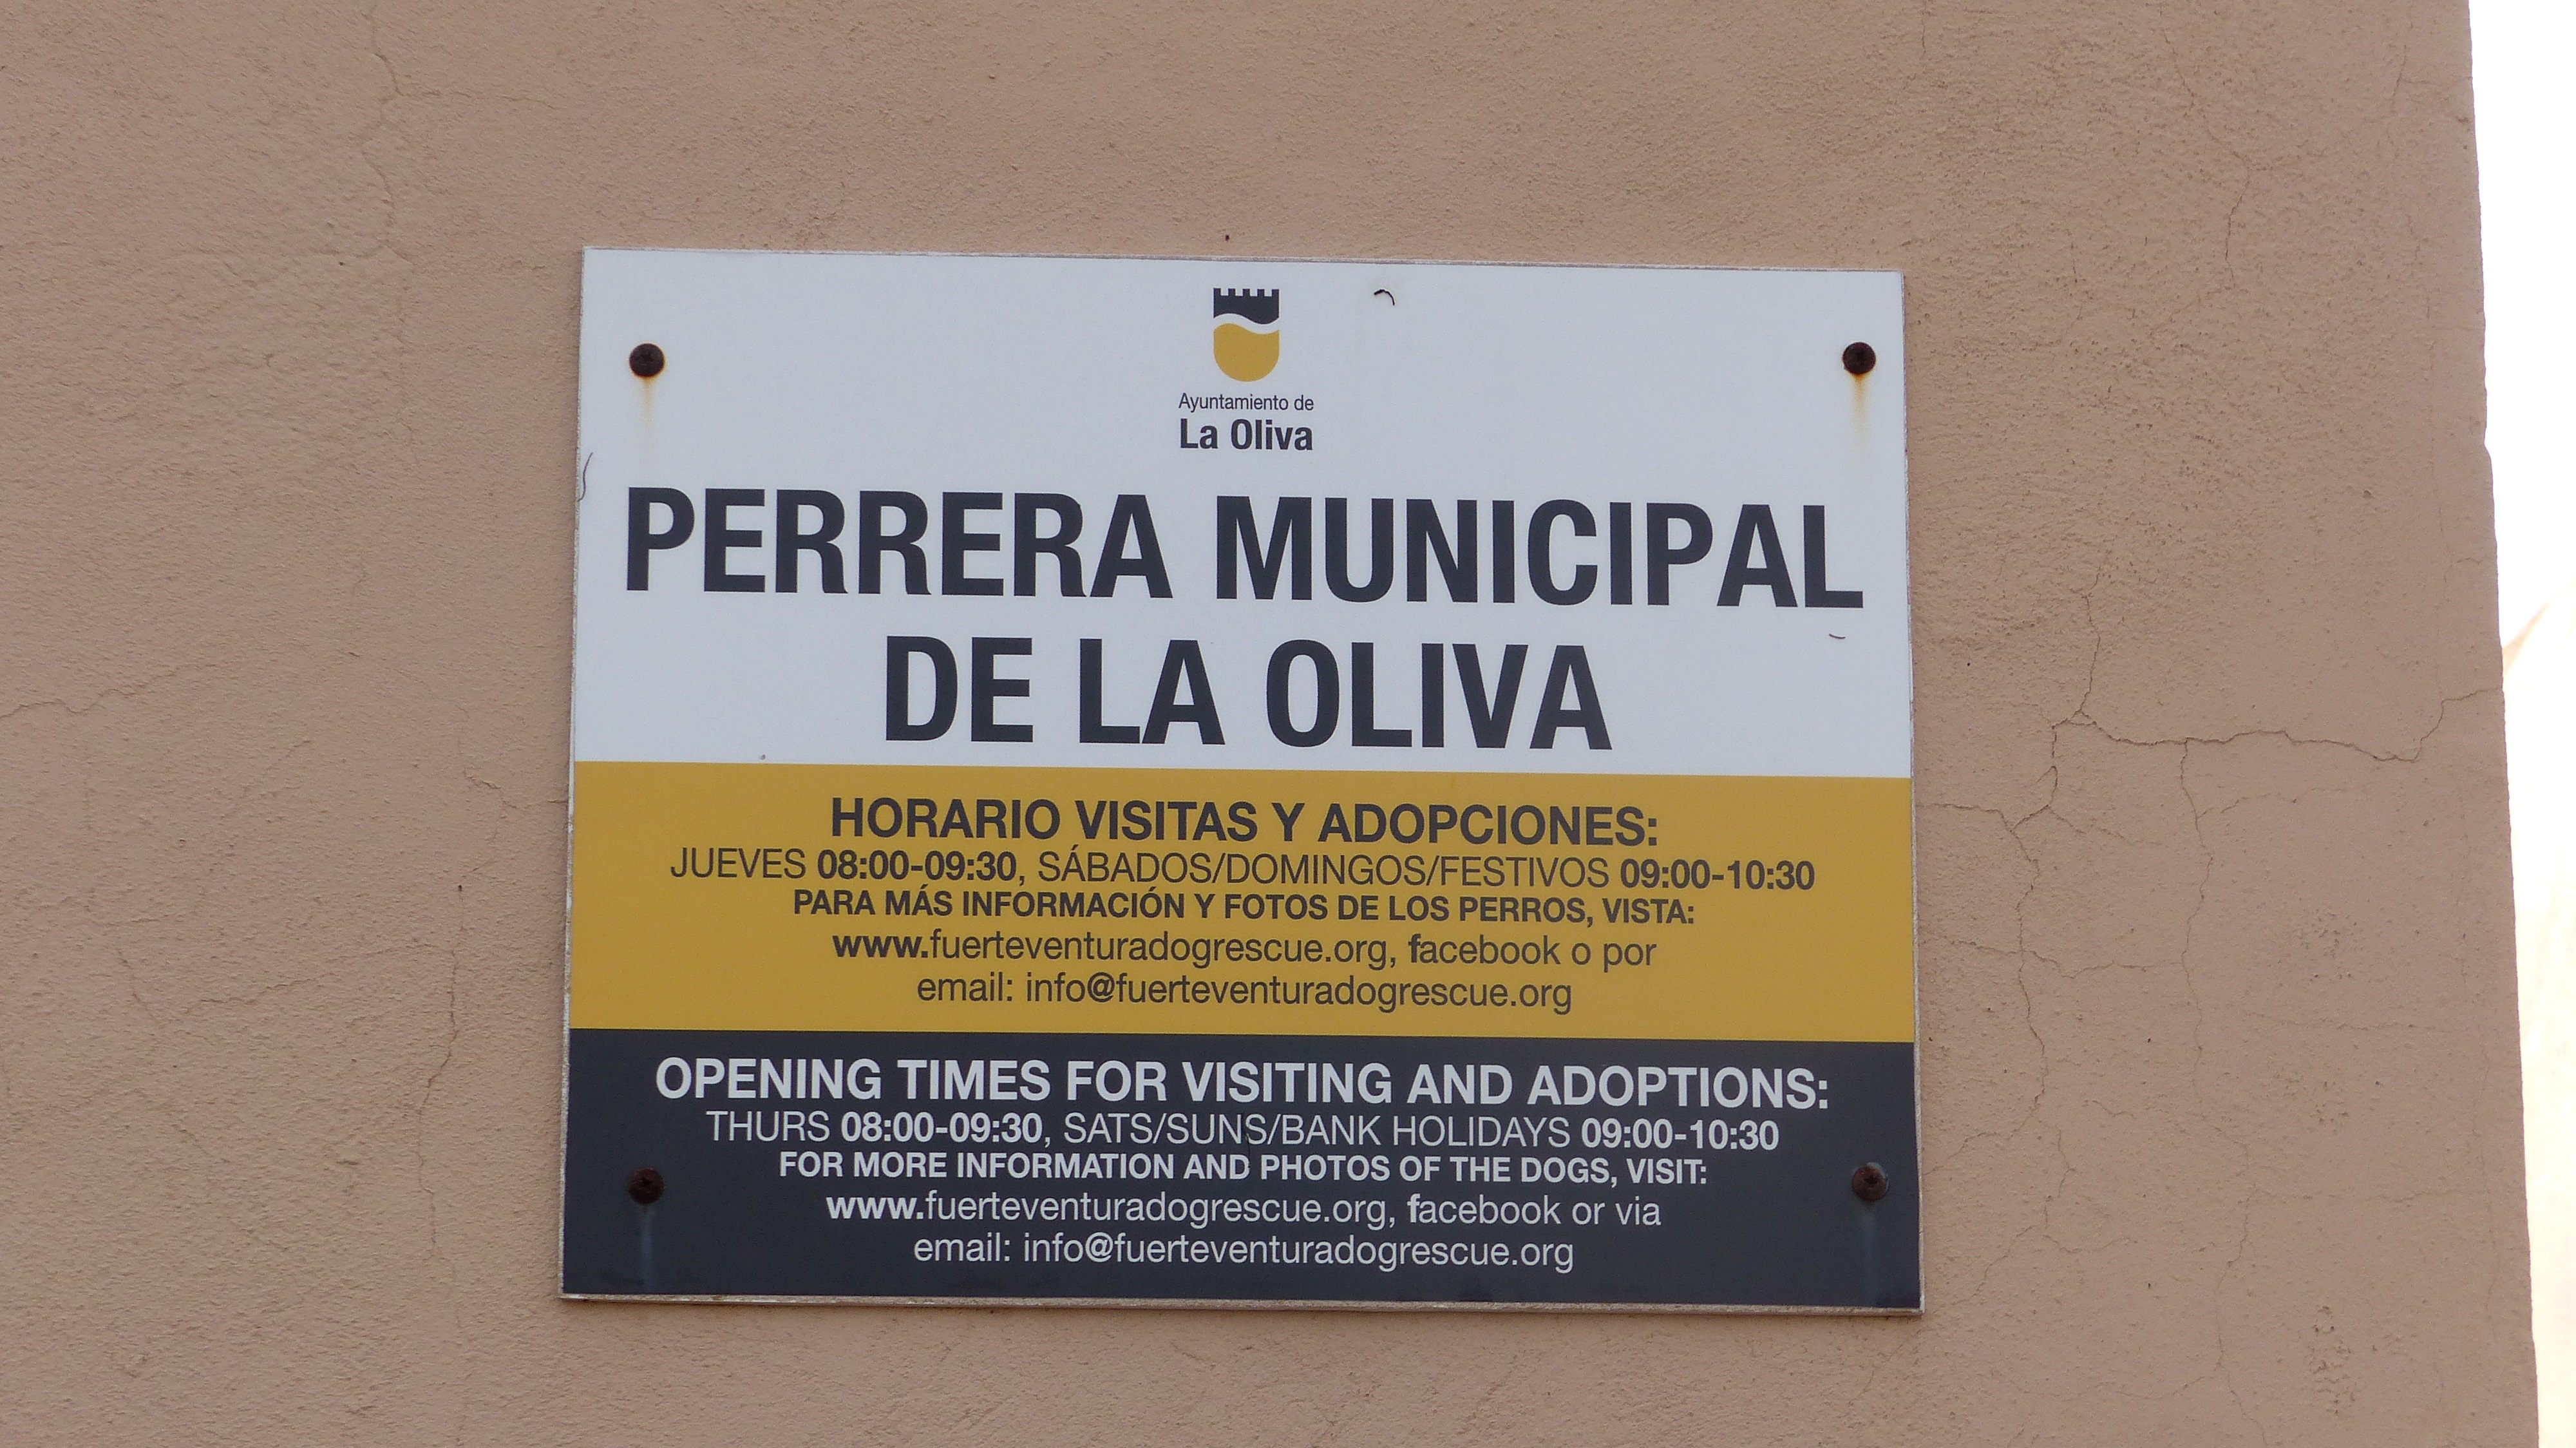 Ayuntamiento de
La Oliva
PERRERA MUNICIPAL
DE LA OLIVA
HORARIO VISITAS Y ADOPCIONES:
JUEVES 08:00-09:30, SÁBADOS/DOMINGOS/FESTIVOS 09:00-10:30
PARA MÁS INFORMACIÓN Y FOTOS DE LOS PERROS, VISTA:
www.fuerteventuradogrescue.org, facebook o por
email: info@fuerteventuradogrescue.org
OPENING TIMES FOR VISITING AND ADOPTIONS:
THURS 08:00-09:30, SATS/SUNS/BANK HOLIDAYS 09:00-10:30
FOR MORE INFORMATION AND PHOTOS OF THE DOGS, VISIT:
www.fuerteventuradogrescue.org, facebook or via
email: info@fuerteventuradogrescue.org